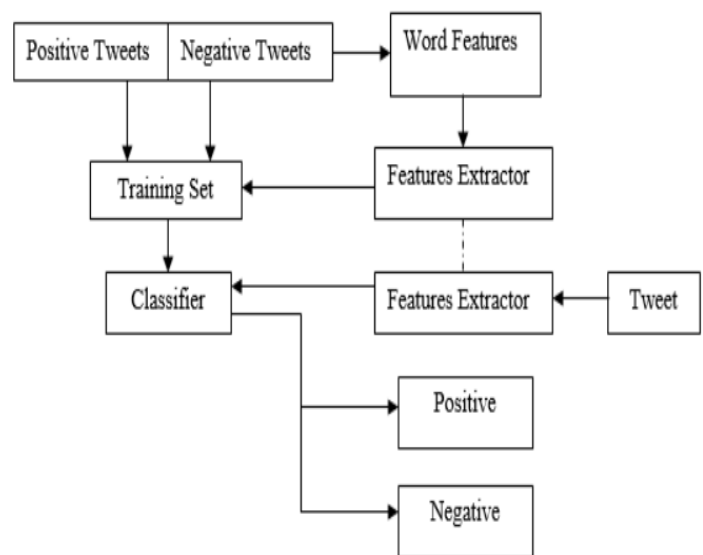 Positive Tweets
Negative Tweets
Word Features
Training Set
Features Extractor
Classifier
Features Extractor
Tweet
Positive
Negative